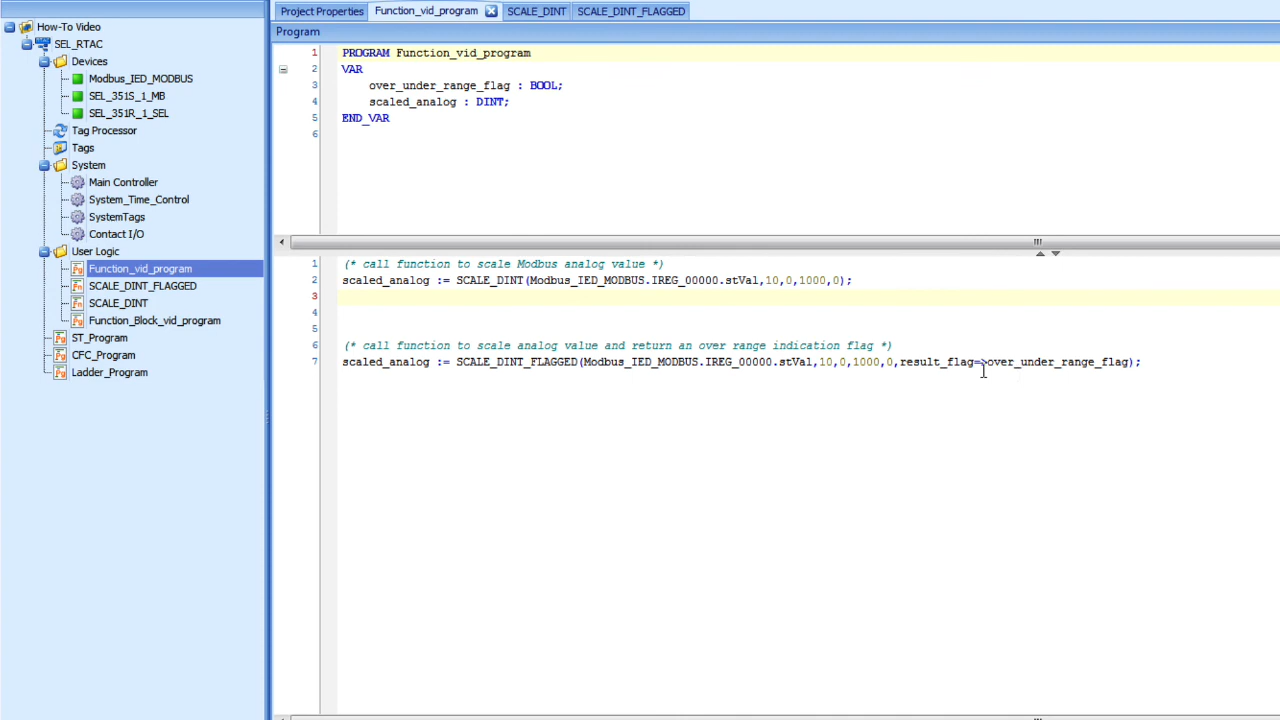 How-To Video
SEL_RTAC
Devices
Modbus_IED_MODBUS
SEL_351S_1_MB
SEL_351R_1_SEL
Tag Processor
Tags
System
Main Controller
System_Time_Control
SystemTags
Contact I/O
User Logic
Function_vid_program
SCALE_DINT_FLAGGED
SCALE_DINT
Function_Block_vid_program
ST_Program
CFC_Program
Ladder_Program
Project Properties Function_vid_program SCALE_DINT SCALE_DINT_FLAGGED
Program
1 PROGRAM Function_vid_program
2 VAR
3 over_under_range_flag : BOOL;
4 scaled_analog : DINT;
5 END_VAR
6
1 (* call function to scale Modbus analog value *)
2 scaled_analog := SCALE_DINT(Modbus_IED_MODBUS.IREG_00000.stVal,10,0,1000,0);
3
4
5
6 (* call function to scale analog value and return an over range indication flag *)
7 scaled_analog := SCALE_DINT_FLAGGED(Modbus_IED_MODBUS.IREG_00000.stVal,10,0,1000,0,result_flag=>over_under_range_flag);